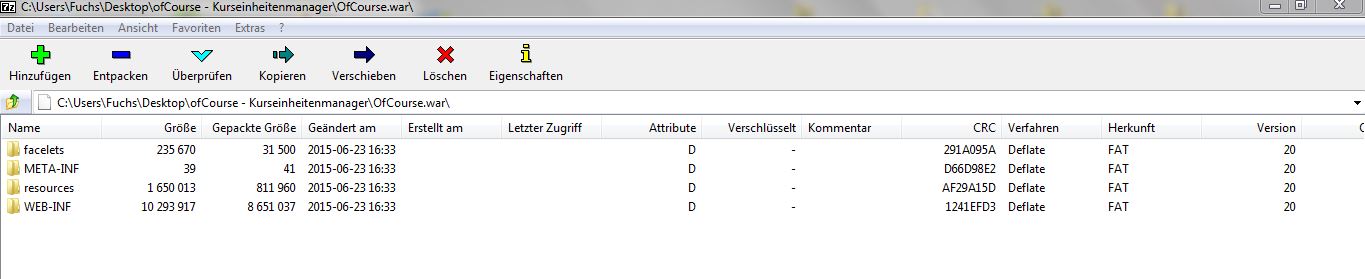 7z C:\Users\Fuchs\Desktop\ofCourse - Kurseinheitenmanager\OfCourse.war\
Datei Bearbeiten Ansicht Favoriten Extras ?
Hinzufügen Entpacken Überprüfen Kopieren Verschieben Löschen Eigenschaften
C:\Users\Fuchs\Desktop\ofCourse - Kurseinheitenmanager\OfCourse.war\
Name Größe Gepackte Größe Geändert am Erstellt am Letzter Zugriff Attribute Verschlüsselt Kommentar CRC Verfahren Herkunft Version
facelets 235 670 31 500 2015-06-23 16:33 D - 291A095A Deflate FAT 20
META-INF 39 41 2015-06-23 16:33 D - D66D98E2 Deflate FAT 20
resources 1 650 013 811 960 2015-06-23 16:33 D - AF29A15D Deflate FAT 20
WEB-INF 10 293 917 8 651 037 2015-06-23 16:33 D - 1241EFD3 Deflate FAT 20